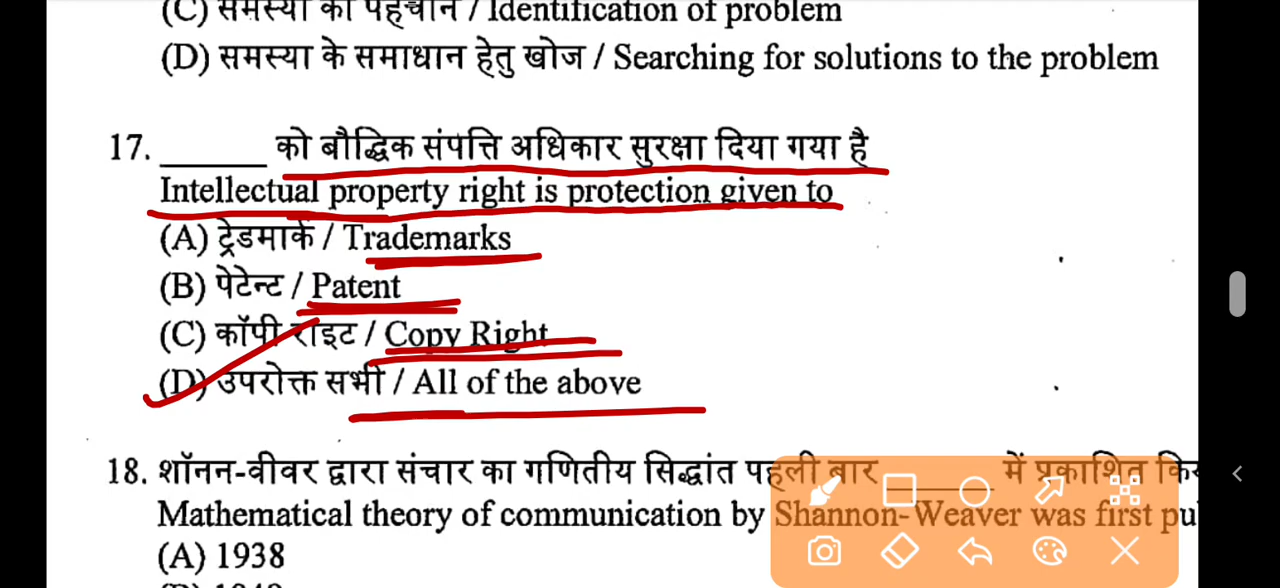 (C) समस्या की पहचान / Identification of problem
(D) समस्या के समाधान हेतु खोज / Searching for solutions to the problem
17. ______ को बौद्धिक संपत्ति अधिकार सुरक्षा दिया गया है
Intellectual property right is protection given to
(A) ट्रेडमार्क / Trademarks
(B) पेटेन्ट / Patent
(C) कॉपी राइट / Copy Right
(D) उपरोक्त सभी / All of the above
18. शॉनन-वीवर द्वारा संचार का गणितीय सिद्धांत पहली बार ______ में प्रकाशित
Mathematical theory of communication by Shannon-Weaver was first
(A) 1938